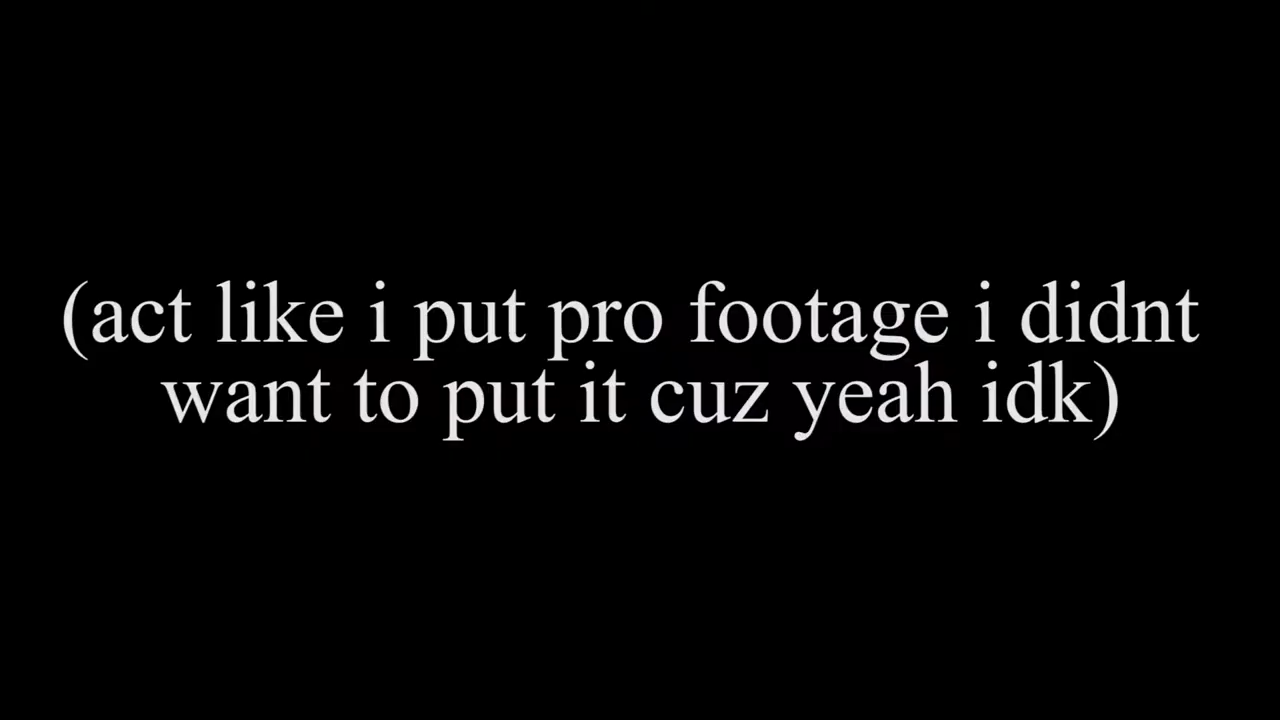 (act like i put pro footage i didnt
want to put it cuz yeah idk)